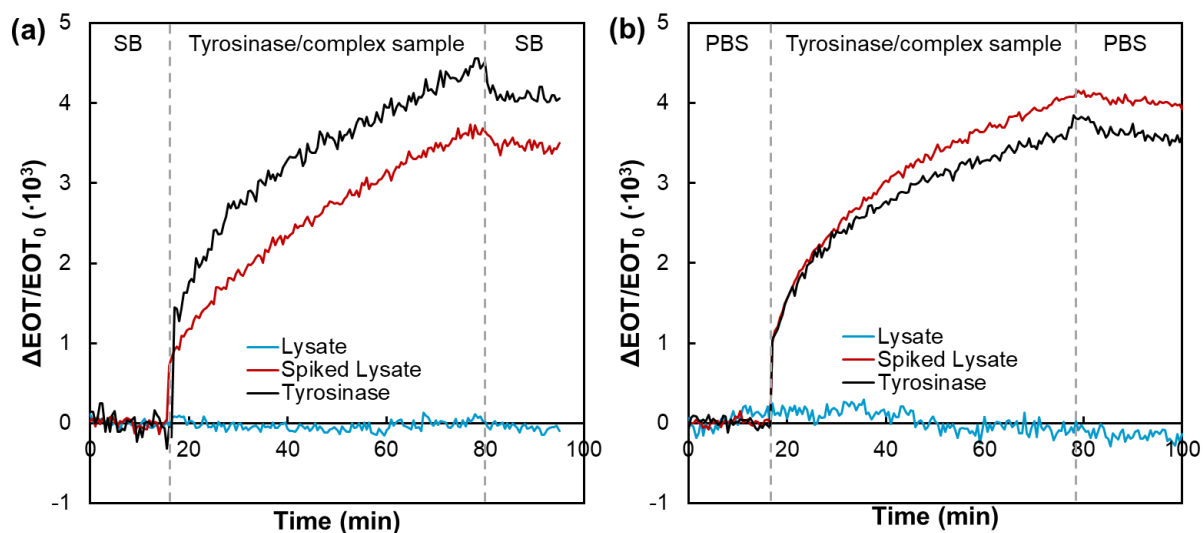 (a)
SB
Tyrosinase/complex sample
SB
ΔEOT/EOT₀ (·10³)
5
4
3
2
1
0
-1
0
20
40
60
80
100
Lysate
Spiked Lysate
Tyrosinase
Time (min)
(b)
PBS
Tyrosinase/complex sample
PBS
ΔEOT/EOT₀ (·10³)
5
4
3
2
1
0
-1
0
20
40
60
80
100
Lysate
Spiked Lysate
Tyrosinase
Time (min)